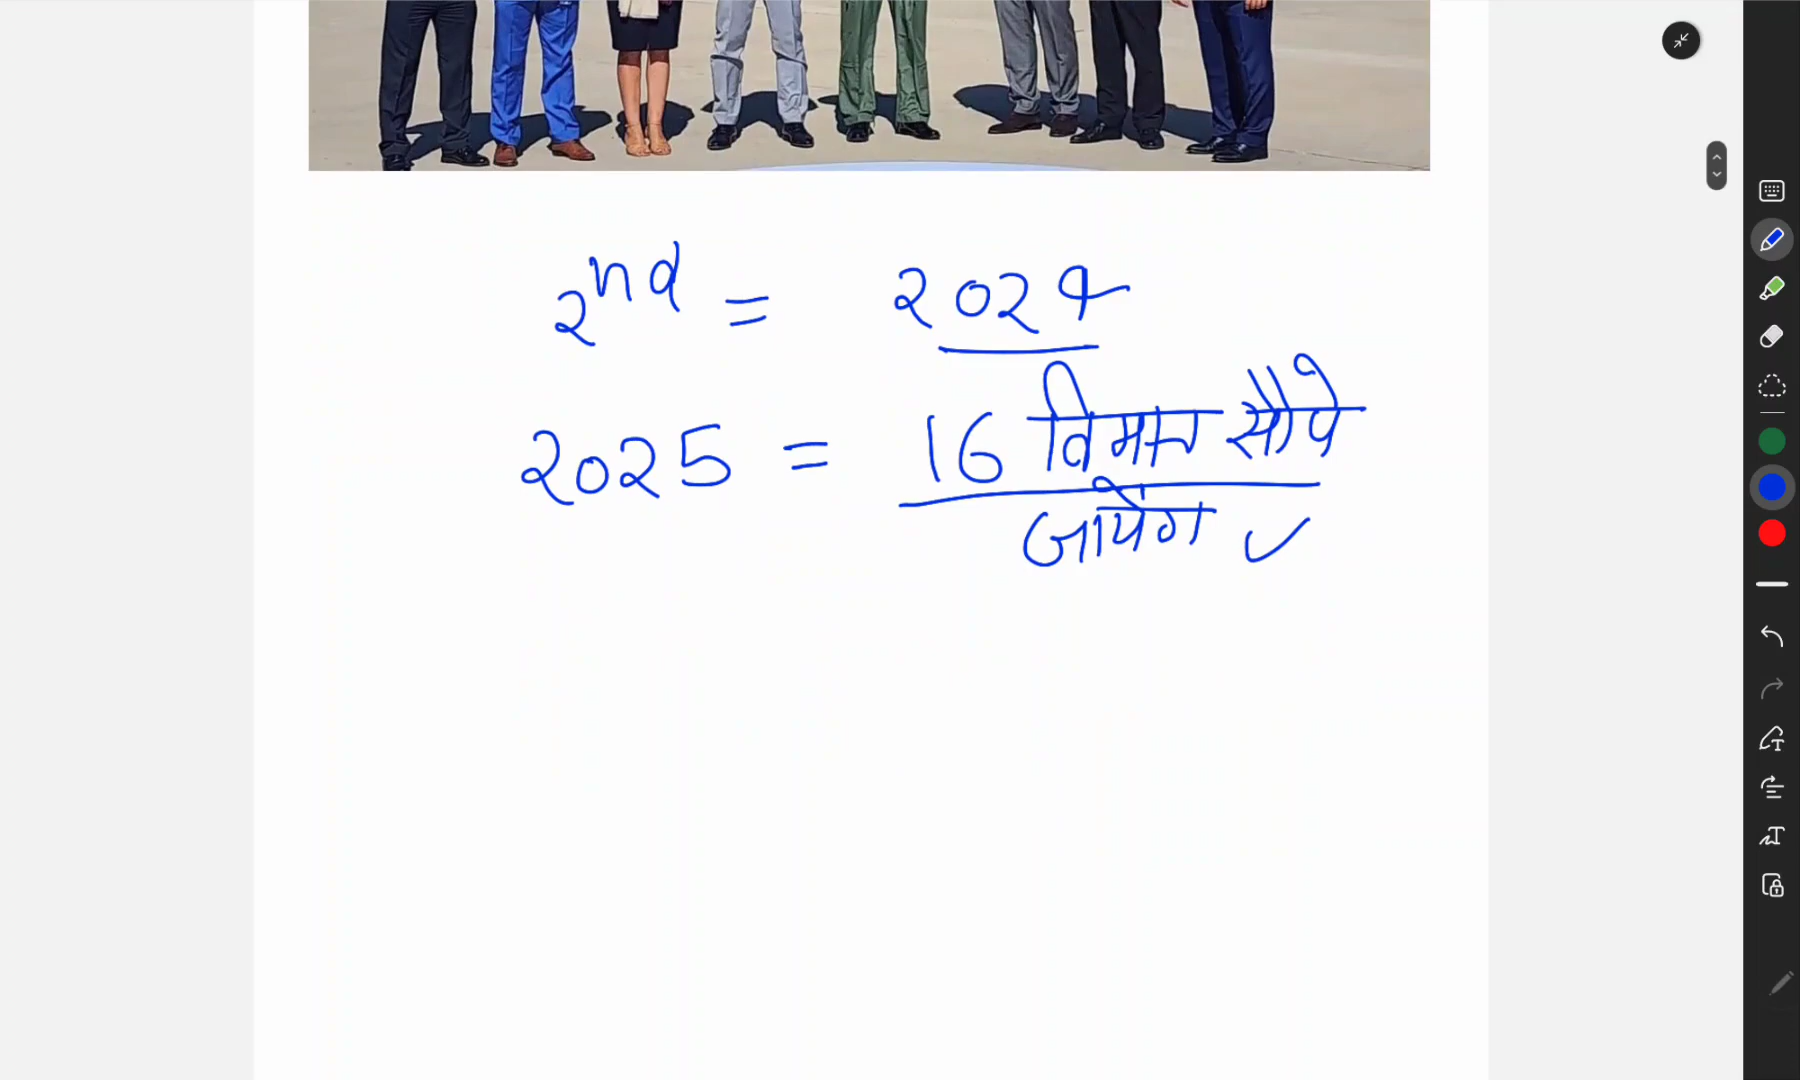 2nd = 2024
2025 = 16 विमान सौपे
जायेंगे ✓